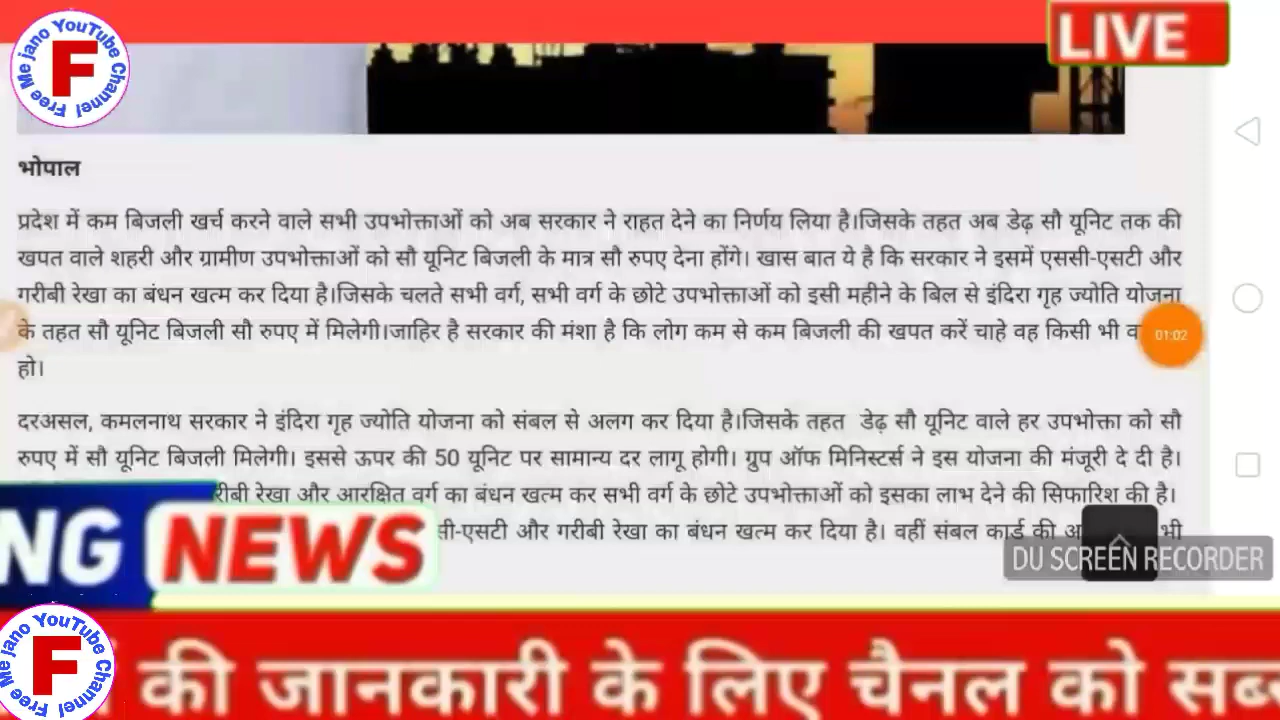 Free Me jano YouTube Channel
F
LIVE
भोपाल
प्रदेश में कम बिजली खर्च करने वाले सभी उपभोक्ताओं को अब सरकार ने राहत देने का निर्णय लिया है।जिसके तहत अब डेढ़ सौ यूनिट तक की
खपत वाले शहरी और ग्रामीण उपभोक्ताओं को सौ यूनिट बिजली के मात्र सौ रुपए देना होंगे। खास बात ये है कि सरकार ने इसमें एससी-एसटी और
गरीबी रेखा का बंधन खत्म कर दिया है।जिसके चलते सभी वर्ग, सभी वर्ग के छोटे उपभोक्ताओं को इसी महीने के बिल से इंदिरा गृह ज्योति योजना
के तहत सौ यूनिट बिजली सौ रुपए में मिलेगी।जाहिर है सरकार की मंशा है कि लोग कम से कम बिजली की खपत करें चाहे वह किसी भी
01:02
हो।
दरअसल, कमलनाथ सरकार ने इंदिरा गृह ज्योति योजना को संबल से अलग कर दिया है।जिसके तहत डेढ़ सौ यूनिट वाले हर उपभोक्ता को सौ
रुपए में सौ यूनिट बिजली मिलेगी। इससे ऊपर की 50 यूनिट पर सामान्य दर लागू होगी। ग्रुप ऑफ मिनिस्टर्स ने इस योजना की मंजूरी दे दी है।
रेखा और आरक्षित वर्ग का बंधन खत्म कर सभी वर्ग के छोटे उपभोक्ताओं को इसका लाभ देने की सिफारिश की है।
सी-एसटी और गरीबी रेखा का बंधन खत्म कर दिया है। वहीं संबल कार्ड की भी
DU SCREEN RECORDER
NG NEWS
Free Me jano YouTube Channel
F
की जानकारी के लिए चैनल को